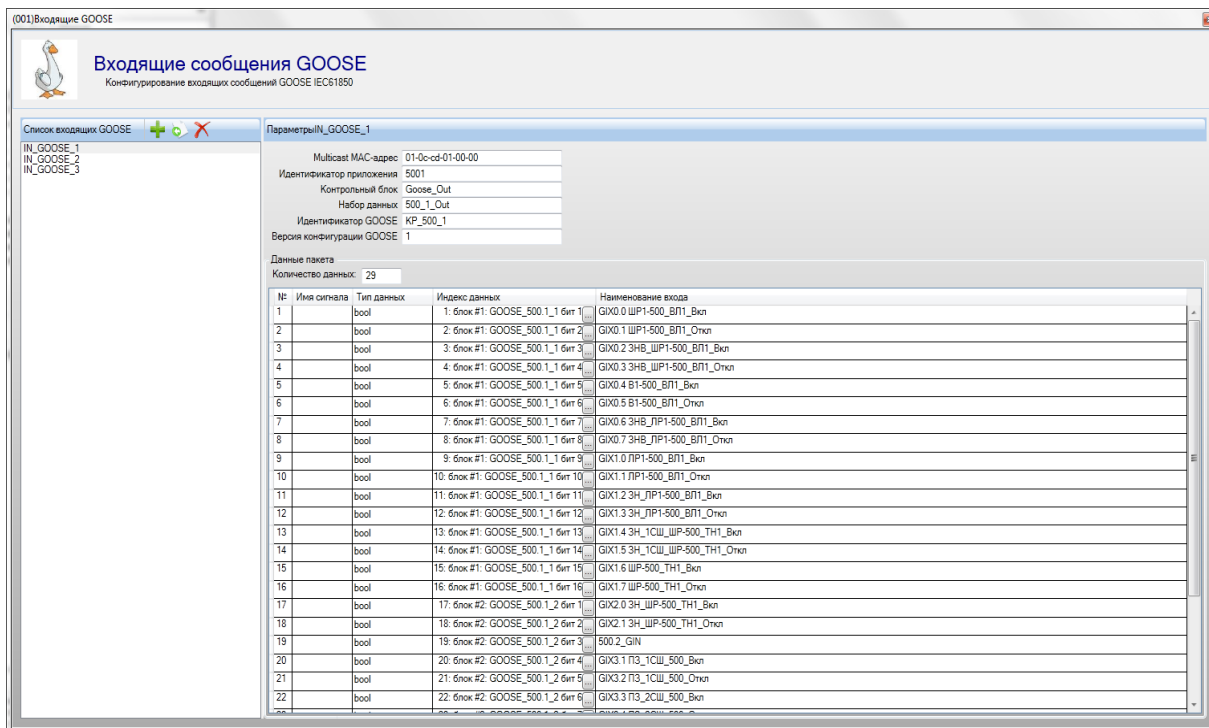 (001)Входящие GOOSE
Входящие сообщения GOOSE
Конфигурирование входящих сообщений GOOSE IEC61850
Список входящих GOOSE
IN_GOOSE_1
IN_GOOSE_2
IN_GOOSE_3
ПараметрыIN_GOOSE_1
Multicast MAC-адрес 01-0c-cd-01-00-00
Идентификатор приложения 5001
Контрольный блок Goose_Out
Набор данных 500_1_Out
Идентификатор GOOSE KP_500_1
Версия конфигурации GOOSE 1
Данные пакета
Количество данных: 29
№ Имя сигнала Тип данных Индекс данных Наименование входа
1 bool 1: блок #1: GOOSE_500.1_1 бит 1 ... GIX0.0 ШР1-500_ВЛ1_Вкл
2 bool 2: блок #1: GOOSE_500.1_1 бит 2 ... GIX0.1 ШР1-500_ВЛ1_Откл
3 bool 3: блок #1: GOOSE_500.1_1 бит 3 ... GIX0.2 ЗНВ_ШР1-500_ВЛ1_Вкл
4 bool 4: блок #1: GOOSE_500.1_1 бит 4 ... GIX0.3 ЗНВ_ШР1-500_ВЛ1_Откл
5 bool 5: блок #1: GOOSE_500.1_1 бит 5 ... GIX0.4 В1-500_ВЛ1_Вкл
6 bool 6: блок #1: GOOSE_500.1_1 бит 6 ... GIX0.5 В1-500_ВЛ1_Откл
7 bool 7: блок #1: GOOSE_500.1_1 бит 7 ... GIX0.6 ЗНВ_ЛР1-500_ВЛ1_Вкл
8 bool 8: блок #1: GOOSE_500.1_1 бит 8 ... GIX0.7 ЗНВ_ЛР1-500_ВЛ1_Откл
9 bool 9: блок #1: GOOSE_500.1_1 бит 9 ... GIX1.0 ЛР1-500_ВЛ1_Вкл
10 bool 10: блок #1: GOOSE_500.1_1 бит 10 ... GIX1.1 ЛР1-500_ВЛ1_Откл
11 bool 11: блок #1: GOOSE_500.1_1 бит 11 ... GIX1.2 ЗН_ЛР1-500_ВЛ1_Вкл
12 bool 12: блок #1: GOOSE_500.1_1 бит 12 ... GIX1.3 ЗН_ЛР1-500_ВЛ1_Откл
13 bool 13: блок #1: GOOSE_500.1_1 бит 13 ... GIX1.4 ЗН_1СШ_ШР-500_ТН1_Вкл
14 bool 14: блок #1: GOOSE_500.1_1 бит 14 ... GIX1.5 ЗН_1СШ_ШР-500_ТН1_Откл
15 bool 15: блок #1: GOOSE_500.1_1 бит 15 ... GIX1.6 ШР-500_ТН1_Вкл
16 bool 16: блок #1: GOOSE_500.1_1 бит 16 ... GIX1.7 ШР-500_ТН1_Откл
17 bool 17: блок #2: GOOSE_500.1_2 бит 1 ... GIX2.0 ЗН_ШР-500_ТН1_Вкл
18 bool 18: блок #2: GOOSE_500.1_2 бит 2 ... GIX2.1 ЗН_ШР-500_ТН1_Откл
19 bool 19: блок #2: GOOSE_500.1_2 бит 3 ... 500.2_GIN
20 bool 20: блок #2: GOOSE_500.1_2 бит 4 ... GIX3.1 ПЗ_1СШ_500_Вкл
21 bool 21: блок #2: GOOSE_500.1_2 бит 5 ... GIX3.2 ПЗ_1СШ_500_Откл
22 bool 22: блок #2: GOOSE_500.1_2 бит 6 ... GIX3.3 ПЗ_2СШ_500_Вкл